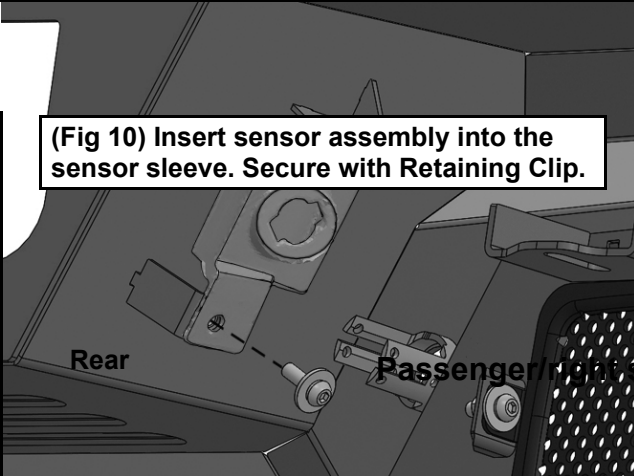 (Fig 10) Insert sensor assembly into the
sensor sleeve. Secure with Retaining Clip.
Rear
Passenger/right s